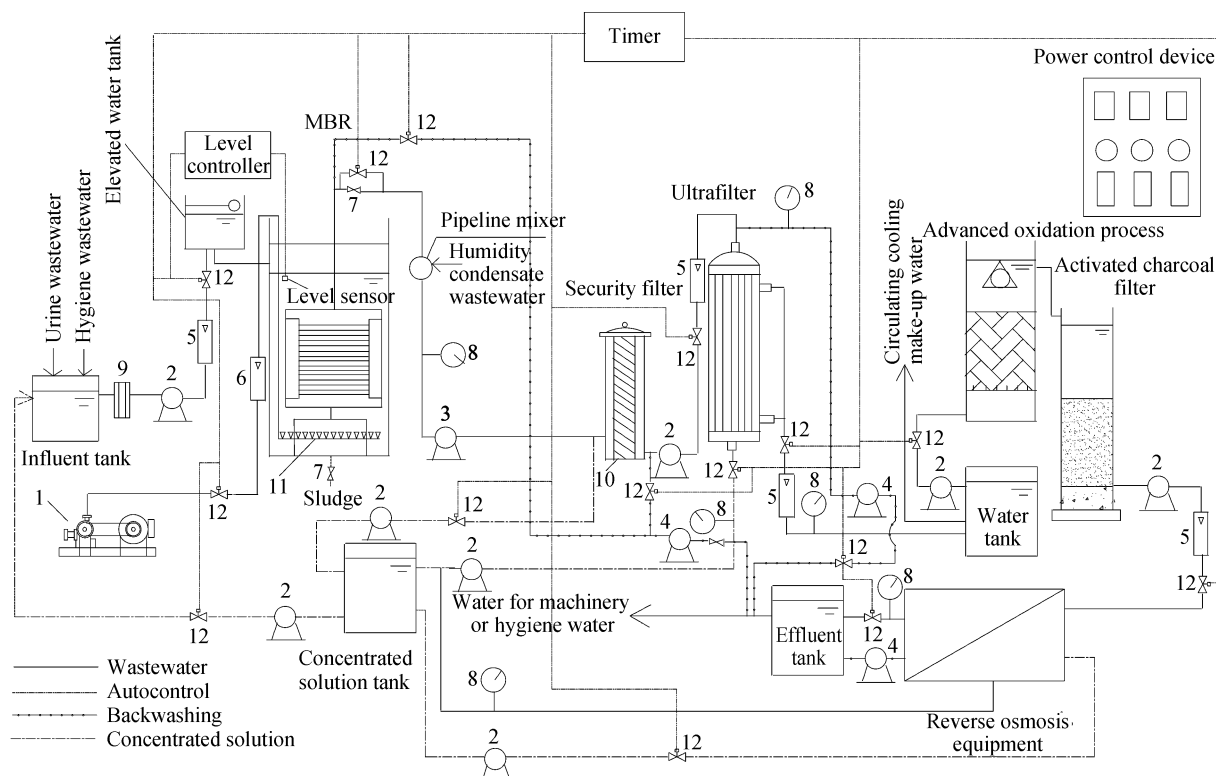 Timer
Power control device
Elevated water tank
MBR
12
Level
controller
12
7
Ultrafilter
8
Pipeline mixer
Humidity
condensate
wastewater
Advanced oxidation process
Activated charcoal
filter
Circulating cooling
make-up water
Urine wastewater
Hygiene wastewater
12
Level sensor
Security filter
5
12
5
6
8
9
2
3
2
12
12
12
2
2
Influent tank
11
7
Sludge
10
12
5
8
Water
tank
4
5
1
12
2
12
8
4
12
12
2
Water for machinery
or hygiene water
8
12
2
12
Effluent
tank
4
Concentrated
solution tank
8
Reverse osmosis
equipment
Wastewater
Autocontrol
Backwashing
Concentrated solution
2
12